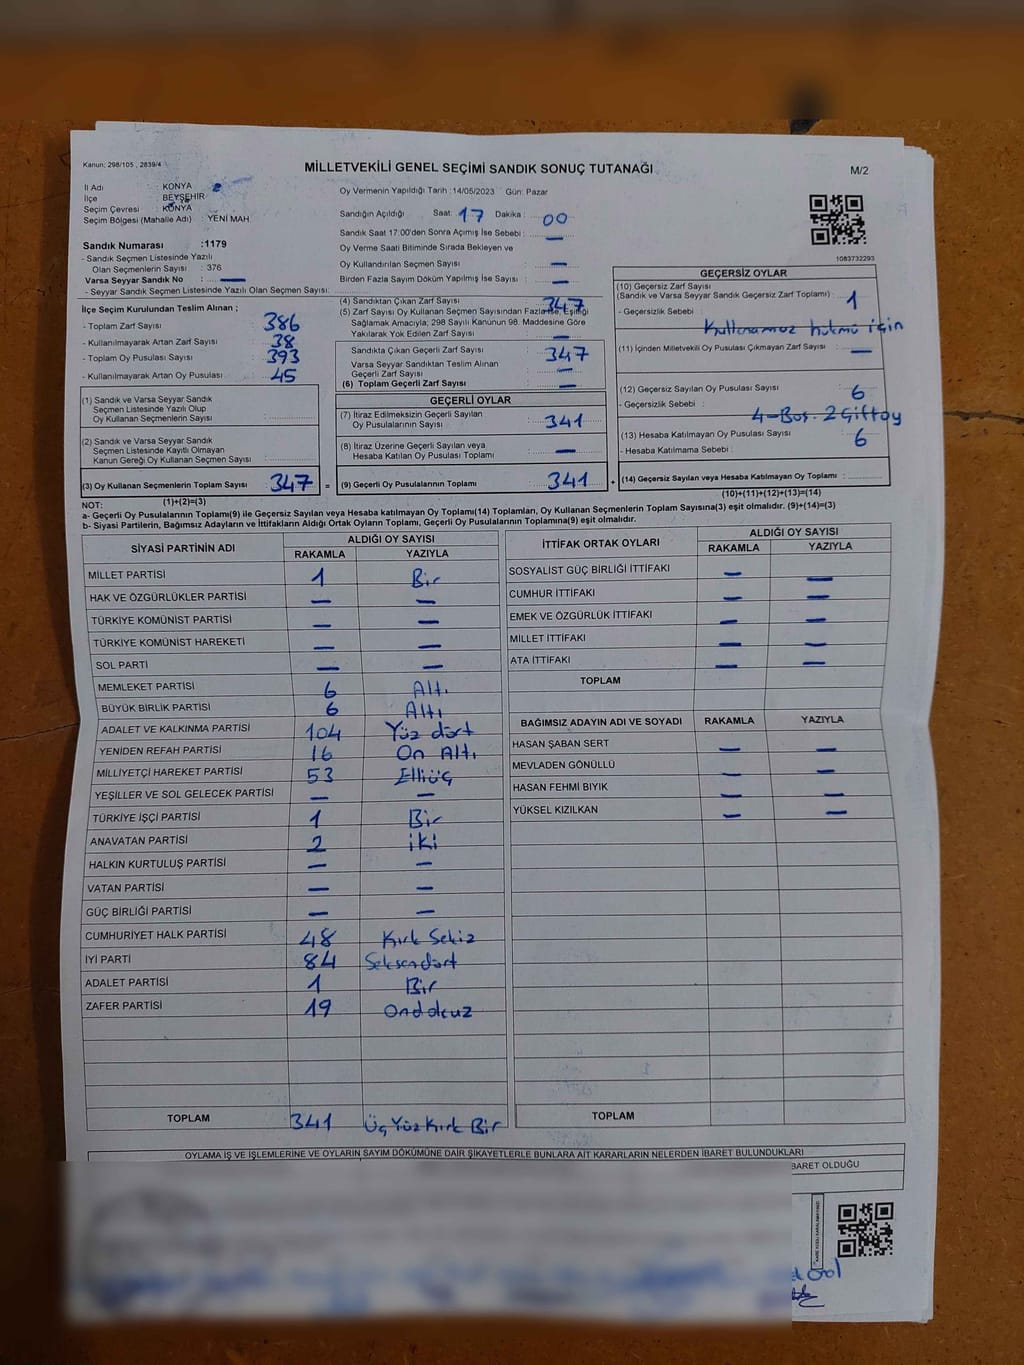 Kanun: 298/105 , 2839/4
MİLLETVEKİLİ GENEL SEÇİMİ SANDIK SONUÇ TUTANAĞI
M/2
İl Adı : KONYA
İlçe : BEYŞEHİR
Seçim Çevresi : KONYA
Seçim Bölgesi (Mahalle Adı) : YENİ MAH
Sandık Numarası :1179
- Sandık Seçmen Listesinde Yazılı
Olan Seçmenlerin Sayısı : 376
Varsa Seyyar Sandık No : —
- Seyyar Sandık Seçmen Listesinde Yazılı Olan Seçmen Sayısı:
Oy Vermenin Yapıldığı Tarih :14/05/2023 Gün: Pazar
Sandığın Açıldığı Saat: 17 Dakika : 00
Sandık Saat 17:00'den Sonra Açımış İse Sebebi : —
Oy Verme Saati Bitiminde Sırada Bekleyen ve
Oy Kullandırılan Seçmen Sayısı : —
Birden Fazla Sayım Döküm Yapılmış İse Sayısı : —
1083732293
İlçe Seçim Kurulundan Teslim Alınan ;
- Toplam Zarf Sayısı : 386
- Kullanılmayarak Artan Zarf Sayısı : 38
- Toplam Oy Pusulası Sayısı : 393
- Kullanılmayarak Artan Oy Pusulası : 45
(1) Sandık ve Varsa Seyyar Sandık
Seçmen Listesinde Yazılı Olup
Oy Kullanan Seçmenlerin Sayısı :
(2) Sandık ve Varsa Seyyar Sandık
Seçmen Listesinde Kayıtlı Olmayan
Kanun Gereği Oy Kullanan Seçmen Sayısı :
(3) Oy Kullanan Seçmenlerin Toplam Sayısı : 347 =
(4) Sandıktan Çıkan Zarf Sayısı : 347
(5) Zarf Sayısı Oy Kullanan Seçmen Sayısından Fazla İse, Eşitliği
Sağlamak Amacıyla; 298 Sayılı Kanunun 98. Maddesine Göre
Yakılarak Yok Edilen Zarf Sayısı : —
Sandıkta Çıkan Geçerli Zarf Sayısı : 347
Varsa Seyyar Sandıktan Teslim Alınan
Geçerli Zarf Sayısı : —
(6) Toplam Geçerli Zarf Sayısı : —
GEÇERLİ OYLAR
(7) İtiraz Edilmeksizin Geçerli Sayılan
Oy Pusulalarının Sayısı : 341
(8) İtiraz Üzerine Geçerli Sayılan veya
Hesaba Katılan Oy Pusulası Toplamı : —
(9) Geçerli Oy Pusulalarının Toplamı : 341 +
GEÇERSİZ OYLAR
(10) Geçersiz Zarf Sayısı
(Sandık ve Varsa Seyyar Sandık Geçersiz Zarf Toplamı) : 1
- Geçersizlik Sebebi :
Kullanamaz hükmü için
(11) İçinden Milletvekili Oy Pusulası Çıkmayan Zarf Sayısı : —
(12) Geçersiz Sayılan Oy Pusulası Sayısı : 6
- Geçersizlik Sebebi : 4-Boş. 2 Çiftoy
(13) Hesaba Katılmayan Oy Pusulası Sayısı : 6
- Hesaba Katılmama Sebebi :
(14) Geçersiz Sayılan veya Hesaba Katılmayan Oy Toplamı :
NOT: (1)+(2)=(3)
(10)+(11)+(12)+(13)=(14)
a- Geçerli Oy Pusulalarının Toplamı(9) ile Geçersiz Sayılan veya Hesaba katılmayan Oy Toplamı(14) Toplamları, Oy Kullanan Seçmenlerin Toplam Sayısına(3) eşit olmalıdır. (9)+(14)=(3)
b- Siyasi Partilerin, Bağımsız Adayların ve İttifakların Aldığı Ortak Oyların Toplamı, Geçerli Oy Pusulalarının Toplamına(9) eşit olmalıdır.
SİYASİ PARTİNİN ADI ALDIĞI OY SAYISI
RAKAMLA YAZIYLA
MİLLET PARTİSİ 1 Bir
HAK VE ÖZGÜRLÜKLER PARTİSİ — —
TÜRKİYE KOMÜNİST PARTİSİ — —
TÜRKİYE KOMÜNİST HAREKETİ — —
SOL PARTİ — —
MEMLEKET PARTİSİ 6 Altı
BÜYÜK BİRLİK PARTİSİ 6 Altı
ADALET VE KALKINMA PARTİSİ 104 Yüz dört
YENİDEN REFAH PARTİSİ 16 On Altı
MİLLİYETÇİ HAREKET PARTİSİ 53 Elliüç
YEŞİLLER VE SOL GELECEK PARTİSİ — —
TÜRKİYE İŞÇİ PARTİSİ 1 Bir
ANAVATAN PARTİSİ 2 iki
HALKIN KURTULUŞ PARTİSİ — —
VATAN PARTİSİ — —
GÜÇ BİRLİĞİ PARTİSİ — —
CUMHURİYET HALK PARTİSİ 48 Kırk Sekiz
İYİ PARTİ 84 Seksendört
ADALET PARTİSİ 1 Bir
ZAFER PARTİSİ 19 Ondokuz
TOPLAM 341 Üç Yüz Kırk Bir
İTTİFAK ORTAK OYLARI ALDIĞI OY SAYISI
RAKAMLA YAZIYLA
SOSYALİST GÜÇ BİRLİĞİ İTTİFAKI — —
CUMHUR İTTİFAKI — —
EMEK VE ÖZGÜRLÜK İTTİFAKI — —
MİLLET İTTİFAKI — —
ATA İTTİFAKI — —
TOPLAM
BAĞIMSIZ ADAYIN ADI VE SOYADI RAKAMLA YAZIYLA
HASAN ŞABAN SERT — —
MEVLADEN GÖNÜLLÜ — —
HASAN FEHMİ BIYIK — —
YÜKSEL KIZILKAN — —
TOPLAM
OYLAMA İŞ VE İŞLEMLERİNE VE OYLARIN SAYIM DÖKÜMÜNE DAİR ŞİKAYETLERLE BUNLARA AİT KARARLARIN NELERDEN İBARET BULUNDUKLARI
BARET OLDUĞU